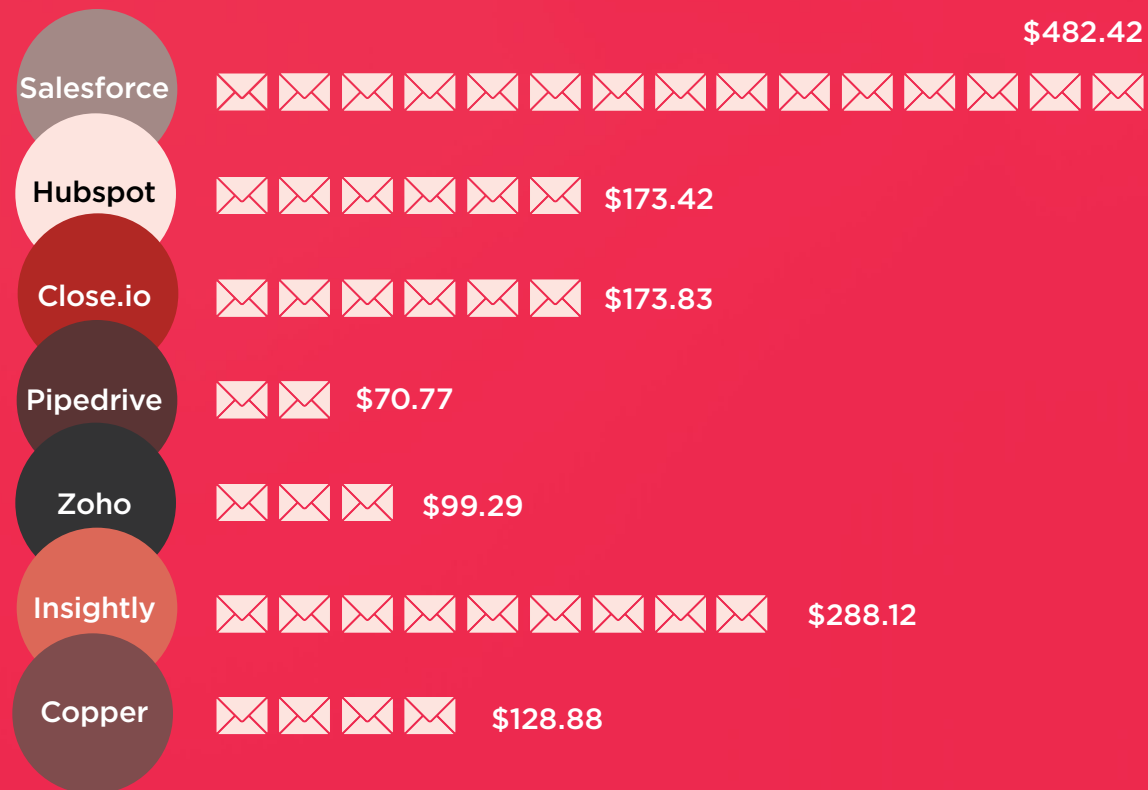 $482.42
Salesforce
Hubspot
$173.42
Close.io
$173.83
Pipedrive
$70.77
Zoho
$99.29
Insightly
$288.12
Copper
$128.88